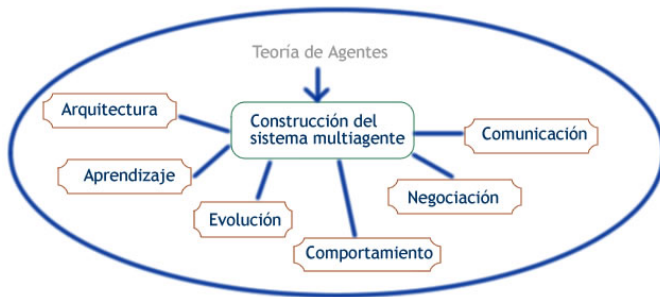 Teoría de Agentes
Construcción del
sistema multiagente
Arquitectura
Aprendizaje
Evolución
Comportamiento
Negociación
Comunicación